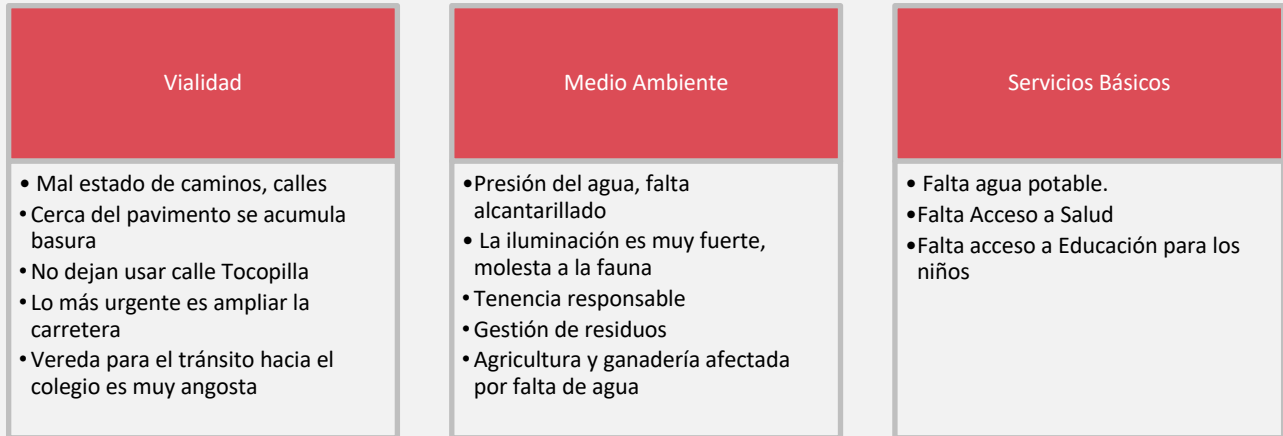 Vialidad
• Mal estado de caminos, calles
• Cerca del pavimento se acumula
basura
• No dejan usar calle Tocopilla
• Lo más urgente es ampliar la
carretera
• Vereda para el tránsito hacia el
colegio es muy angosta
Medio Ambiente
•Presión del agua, falta
alcantarillado
• La iluminación es muy fuerte,
molesta a la fauna
• Tenencia responsable
• Gestión de residuos
• Agricultura y ganadería afectada
por falta de agua
Servicios Básicos
• Falta agua potable.
•Falta Acceso a Salud
•Falta acceso a Educación para los
niños